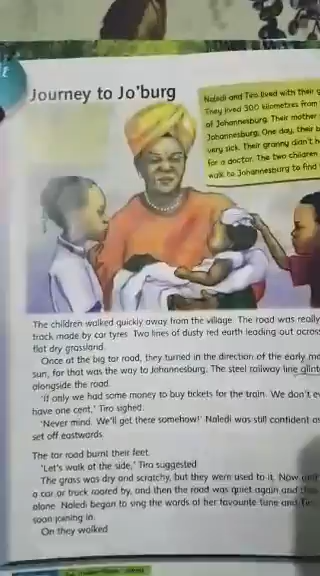 Journey to Jo'burg
Naledi and Tiro lived with their
They lived 300 kilometres from
of Johannesburg. Their mother
Johannesburg. One day, their
very sick. Their granny didn't
for a doctor. The two children
walk to Johannesburg to find
The children walked quickly away from the village. The road was really
track made by car tyres. Two lines of dusty red earth leading out across
flat dry grassland.
Once at the big tar road, they turned in the direction of the early
sun, for that was the way to Johannesburg. The steel railway line
alongside the road.
'If only we had some money to buy tickets for the train. We don't
have one cent,' Tiro sighed.
'Never mind. We'll get there somehow!' Naledi was still confident
set off eastwards.
The tar road burnt their feet.
'Let's walk at the side,' Tiro suggested
The grass was dry and scratchy, but they were used to it. Now
a car or truck roared by, and then the road was quiet again and
alone. Naledi began to sing the words of her favourite tune and
soon joining in.
On they walked